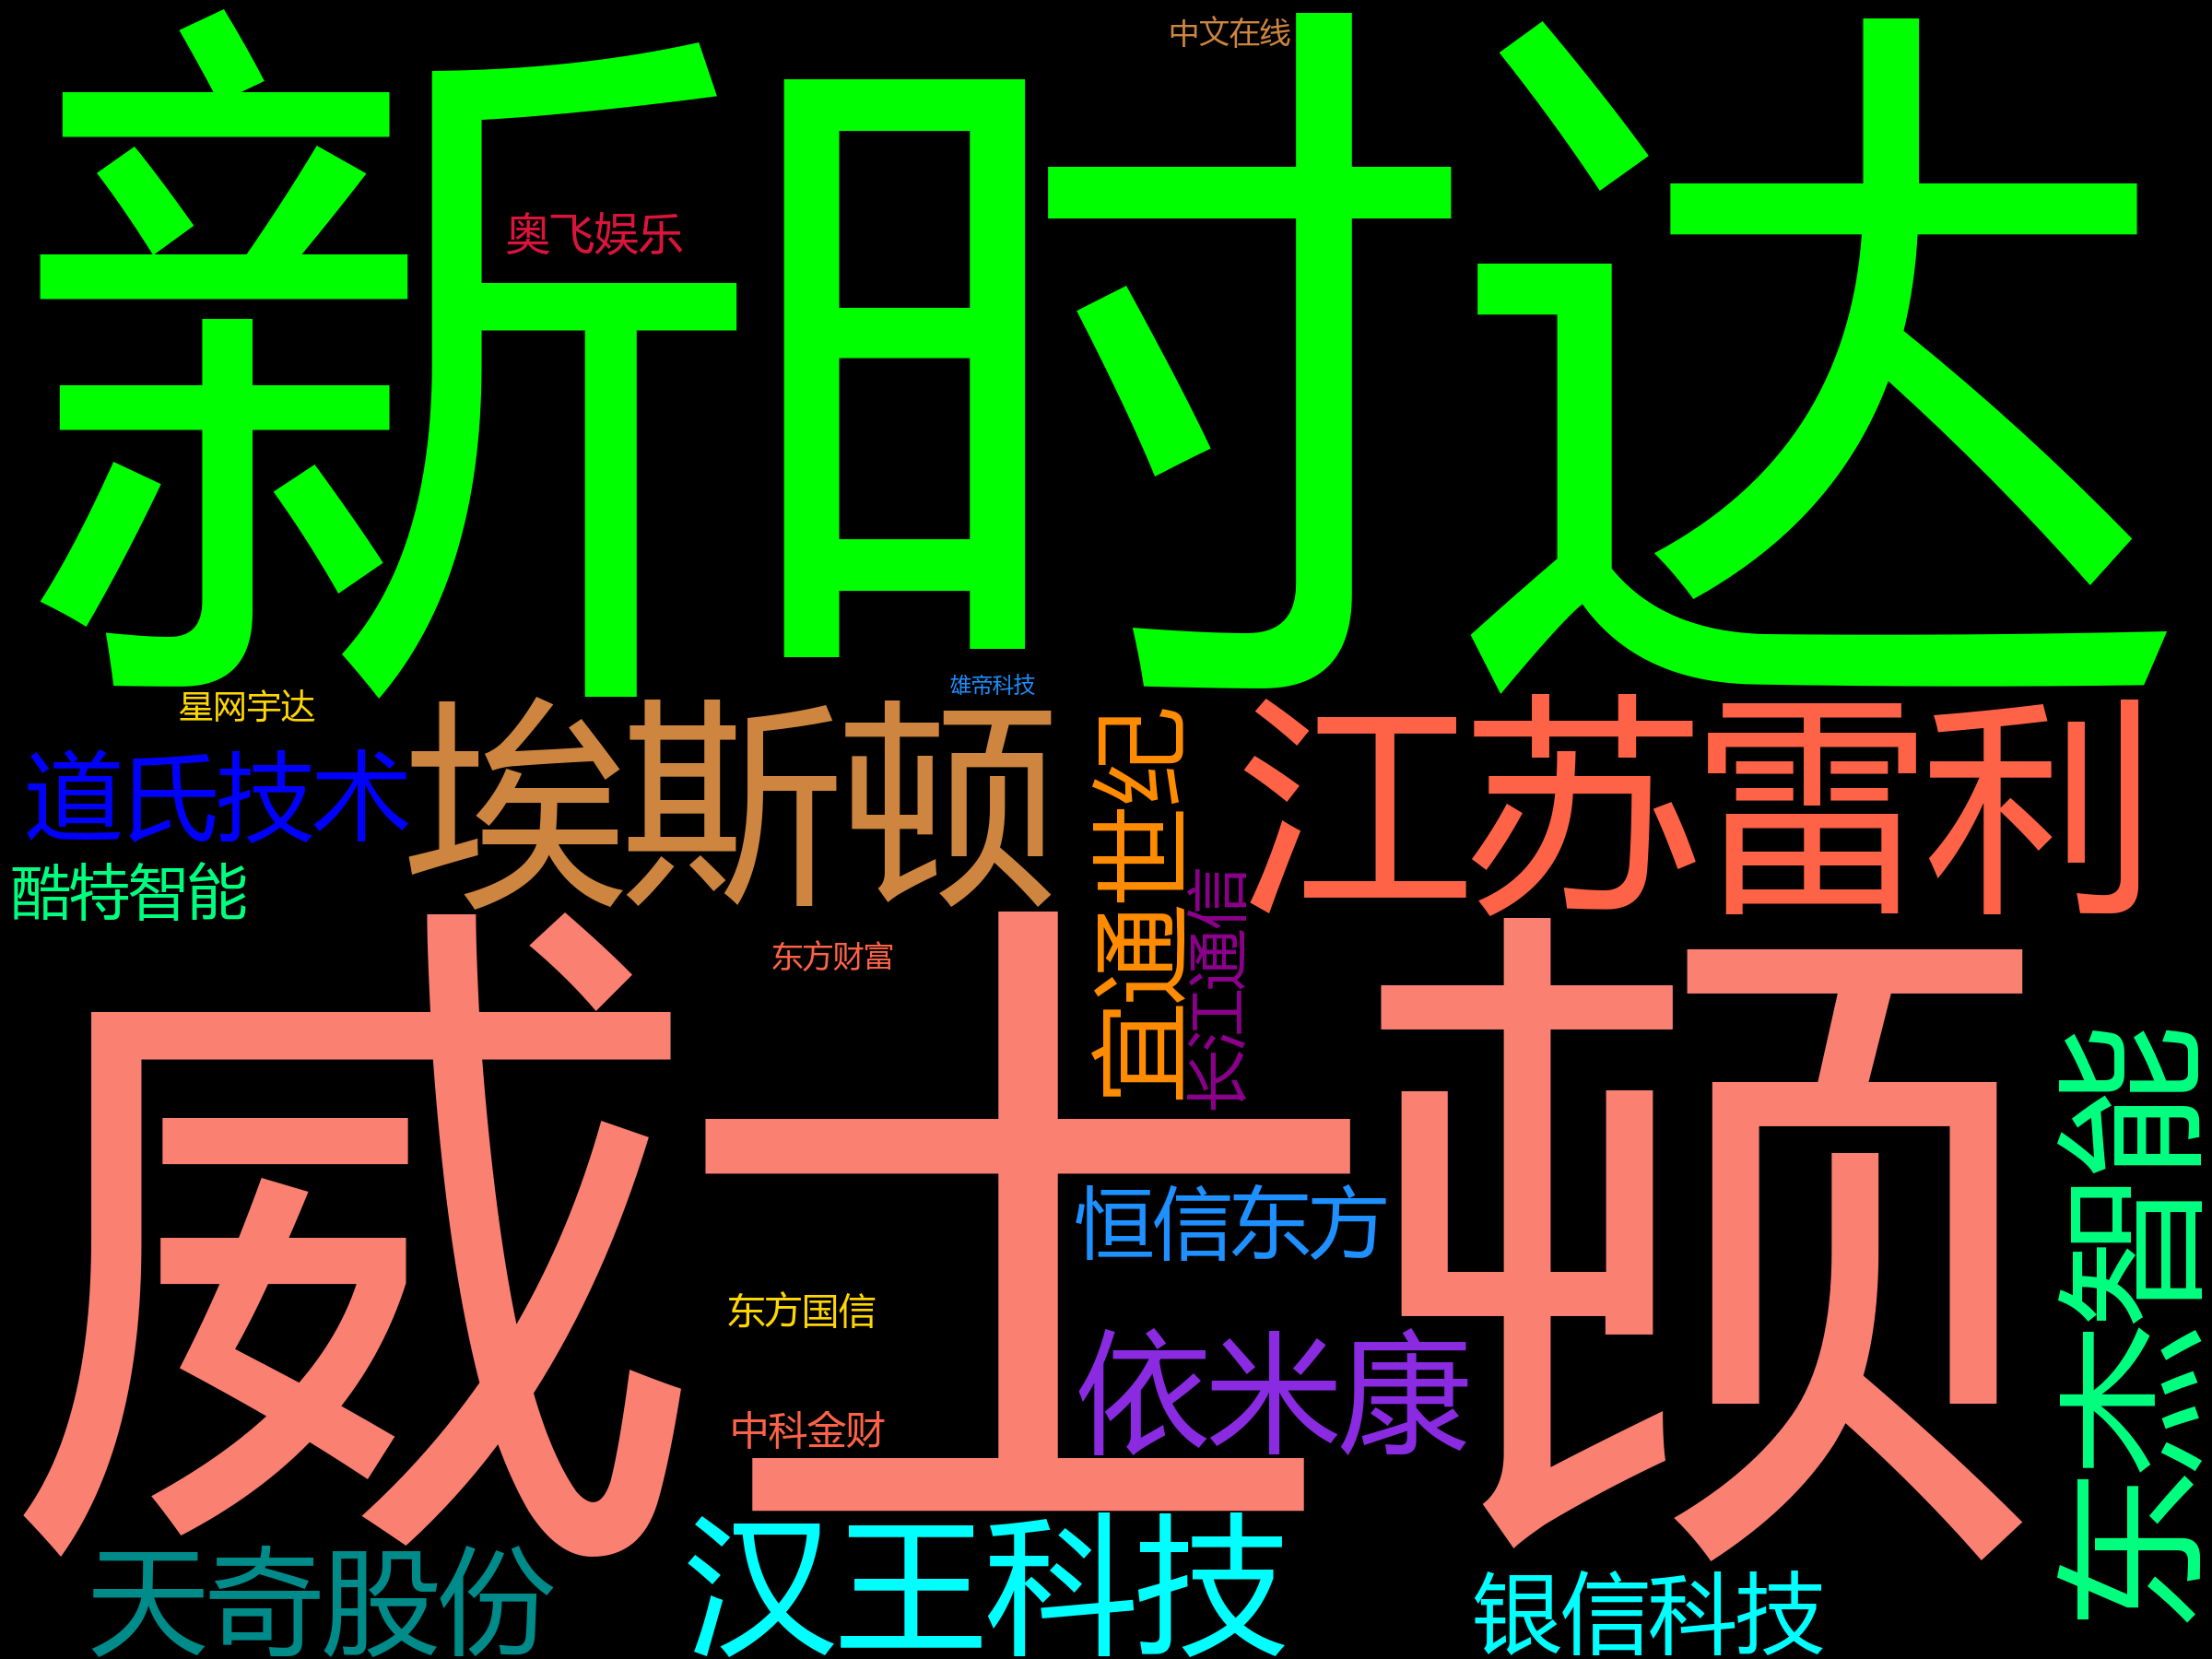 中文在线
新时达
奥飞娱乐
雄帝科技
星网宇达
道氏技术
埃斯顿
宜通世纪
江苏雷利
酷特智能
长江通信
东方财富
威士顿
恒信东方
东方国信
依米康
中科金财
东杰智能
汉王科技
天奇股份
银信科技